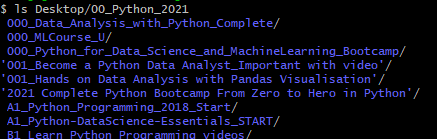 $ ls Desktop/00_Python_2021
000_Data_Analysis_with_Python_Complete/
000_MLCourse_U/
000_Python_for_Data_Science_and_MachineLearning_Bootcamp/
'001_Become a Python Data Analyst_Important with video'/
'001_Hands on Data Analysis with Pandas Visualisation'/
'2021 Complete Python Bootcamp From Zero to Hero in Python'/
A1_Python_Programming_2018_Start/
A1_Python-DataScience-Essentials_START/
B1_Learn Python Programming videos/